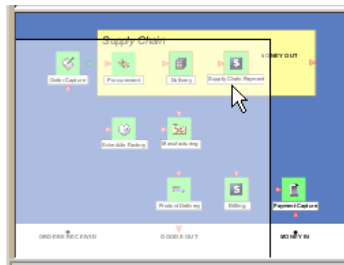 Supply Chain
MONEY OUT
Order Capture
Procurement
Delivery
Supply Chain Payment
Schedule Factory
Manufacturing
Product Delivery
Billing
Payment Capture
ORDERS RECEIVED
GOODS OUT
MONEY IN